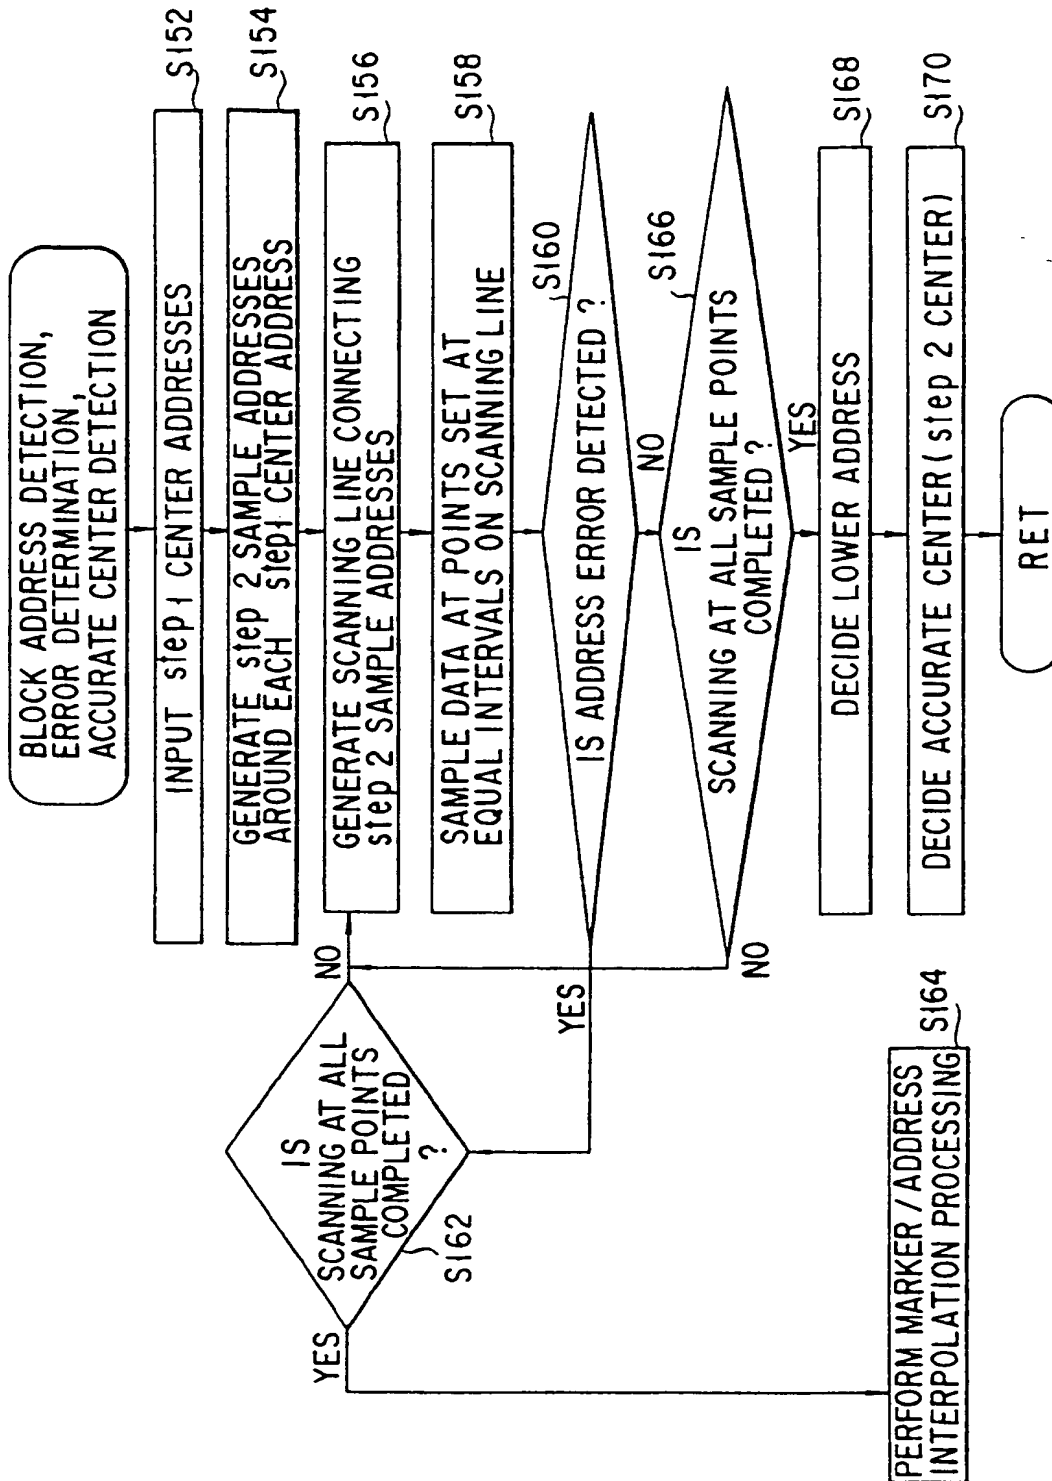 BLOCK ADDRESS DETECTION,
ERROR DETERMINATION,
ACCURATE CENTER DETECTION
INPUT step1 CENTER ADDRESSES
S152
GENERATE step 2 SAMPLE ADDRESSES
AROUND EACH step1 CENTER ADDRESS
S154
GENERATE SCANNING LINE CONNECTING
step 2 SAMPLE ADDRESSES
S156
SAMPLE DATA AT POINTS SET AT
EQUAL INTERVALS ON SCANNING LINE
S158
IS ADDRESS ERROR DETECTED ?
S160
YES
NO
IS
SCANNING AT ALL
SAMPLE POINTS
COMPLETED
?
S162
NO
YES
PERFORM MARKER / ADDRESS
INTERPOLATION PROCESSING
S164
IS
SCANNING AT ALL SAMPLE POINTS
COMPLETED ?
S166
NO
YES
DECIDE LOWER ADDRESS
S168
DECIDE ACCURATE CENTER(step 2 CENTER)
S170
RET